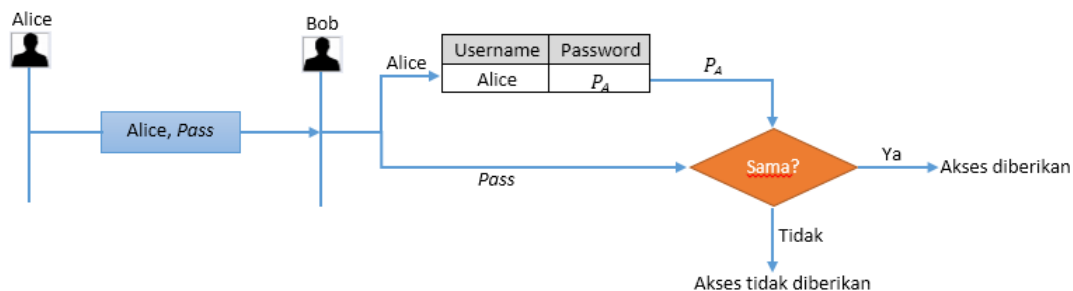 Alice
Bob
Alice, Pass
Alice
Username Password
Alice P_A
P_A
Pass
Sama?
Ya
Akses diberikan
Tidak
Akses tidak diberikan